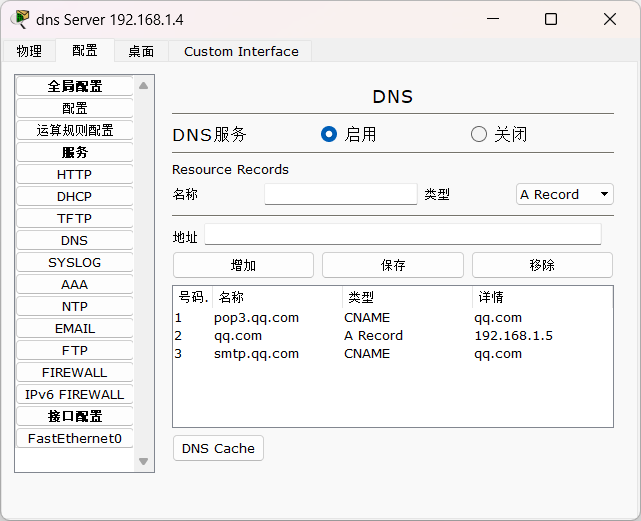 dns Server 192.168.1.4
物理 配置 桌面 Custom Interface
全局配置
配置
运算规则配置
服务
HTTP
DHCP
TFTP
DNS
SYSLOG
AAA
NTP
EMAIL
FTP
FIREWALL
IPv6 FIREWALL
接口配置
FastEthernet0
DNS
DNS服务 启用 关闭
Resource Records
名称 类型 A Record
地址
增加 保存 移除
号码. 名称 类型 详情
1 pop3.qq.com CNAME qq.com
2 qq.com A Record 192.168.1.5
3 smtp.qq.com CNAME qq.com
DNS Cache